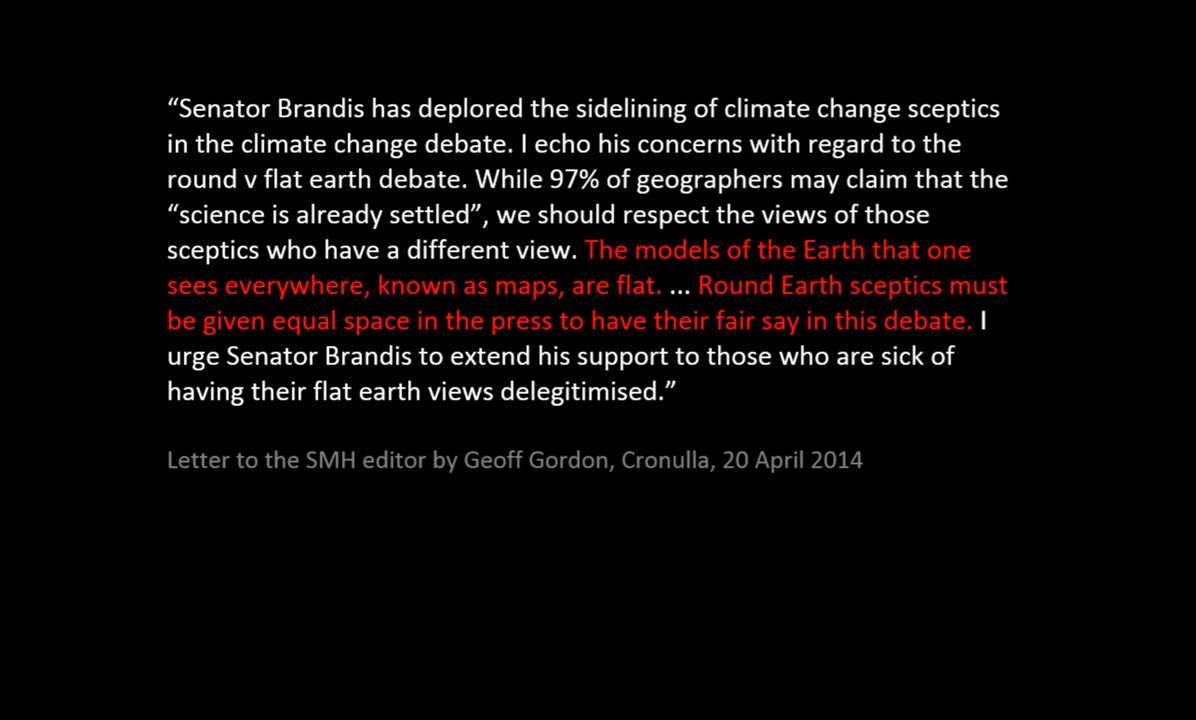 “Senator Brandis has deplored the sidelining of climate change sceptics
in the climate change debate. I echo his concerns with regard to the
round v flat earth debate. While 97% of geographers may claim that the
“science is already settled”, we should respect the views of those
sceptics who have a different view. The models of the Earth that one
sees everywhere, known as maps, are flat. ... Round Earth sceptics must
be given equal space in the press to have their fair say in this debate. I
urge Senator Brandis to extend his support to those who are sick of
having their flat earth views delegitimised.”
Letter to the SMH editor by Geoff Gordon, Cronulla, 20 April 2014